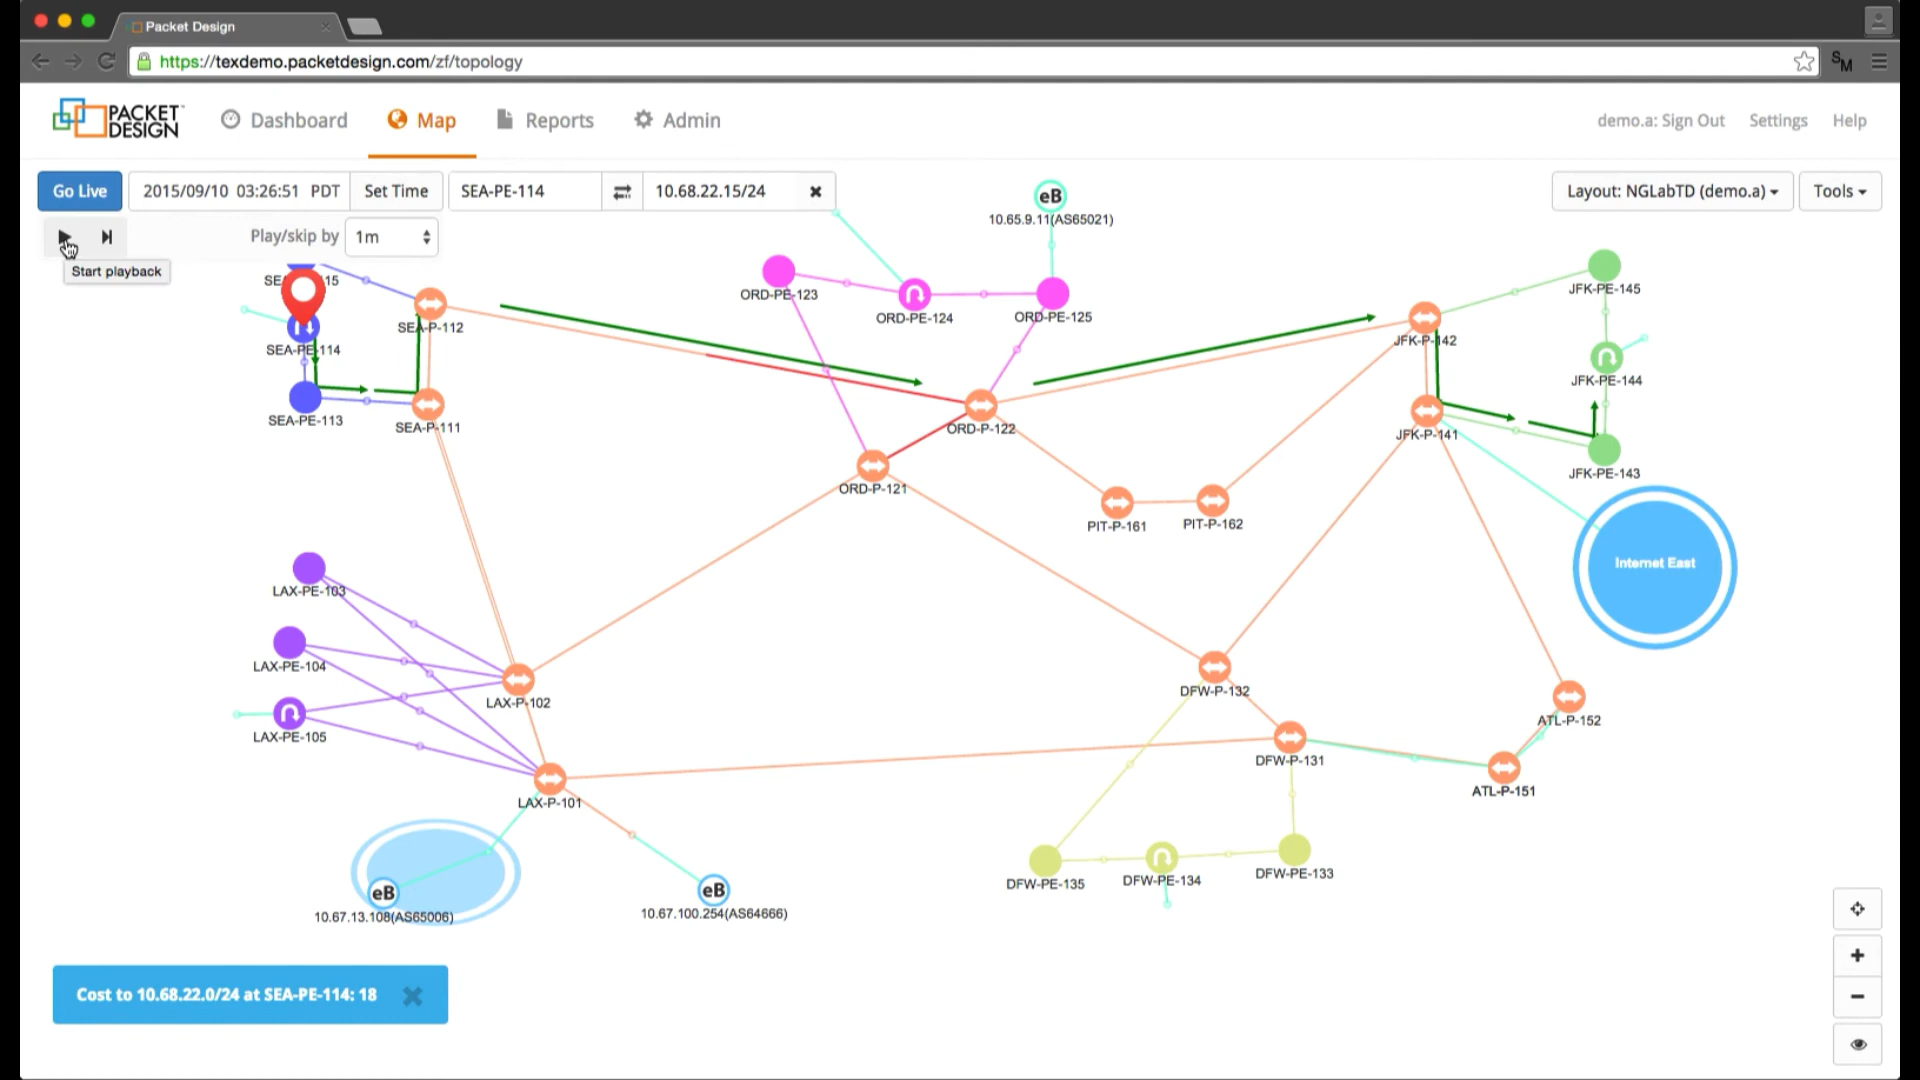 Packet Design
https://texdemo.packetdesign.com/zf/topology
SM
PACKET DESIGN
Dashboard
Map
Reports
Admin
demo.a: Sign Out
Settings
Help
Go Live
2015/09/10 03:26:51 PDT
Set Time
SEA-PE-114
10.68.22.15/24
Layout: NGLabTD (demo.a)
Tools
Play/skip by
1m
Start playback
eB
10.65.9.11(AS65021)
SEA-P-112
SEA-PE-114
SEA-PE-113
SEA-P-111
ORD-PE-123
ORD-PE-124
ORD-PE-125
ORD-P-122
ORD-P-121
JFK-PE-145
JFK-P-142
JFK-PE-144
JFK-P-141
JFK-PE-143
PIT-P-161
PIT-P-162
Internet East
LAX-PE-103
LAX-PE-104
LAX-PE-105
LAX-P-102
LAX-P-101
DFW-P-132
DFW-P-131
ATL-P-152
ATL-P-151
DFW-PE-135
DFW-PE-134
DFW-PE-133
eB
10.67.13.108(AS65006)
eB
10.67.100.254(AS64666)
Cost to 10.68.22.0/24 at SEA-PE-114: 18